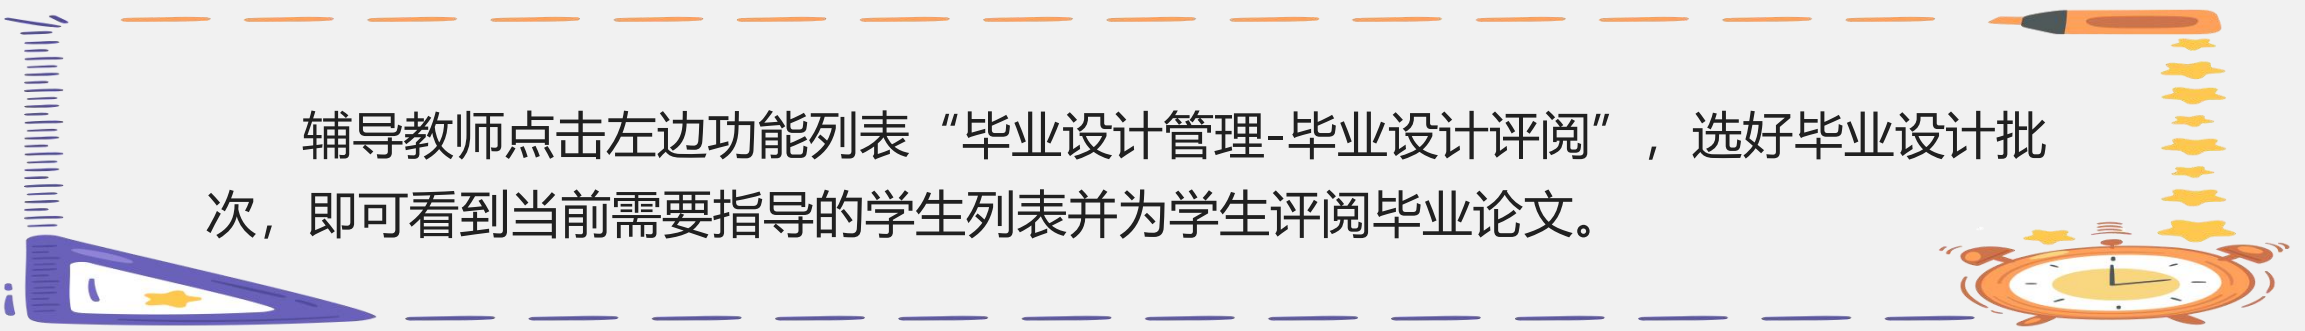 辅导教师点击左边功能列表“毕业设计管理-毕业设计评阅”，选好毕业设计批
次，即可看到当前需要指导的学生列表并为学生评阅毕业论文。